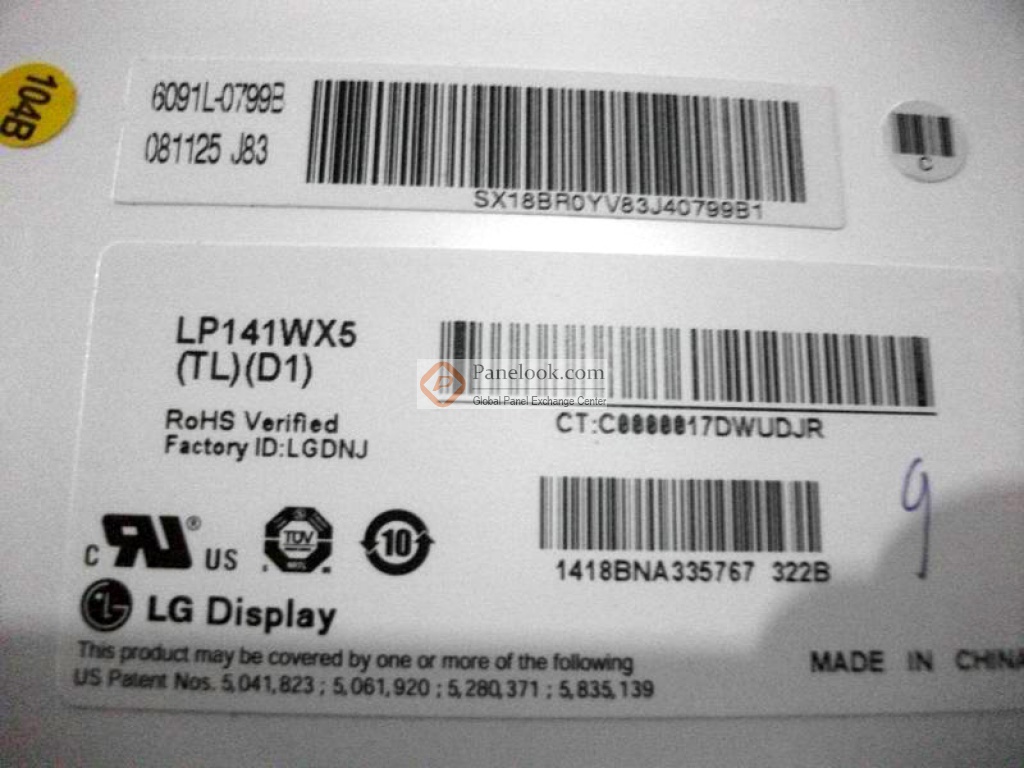 104B
6091L-0799B
081125 J83
SX18BR0YV83J40799B1
C
LP141WX5
(TL)(D1)
Panelook.com
Global Panel Exchange Center
RoHS Verified
Factory ID:LGDNJ
CT:C0000017DWUDJR
9
C US
TUV
10
1418BNA335767 322B
LG Display
This product may be covered by one or more of the following
US Patent Nos. 5,041,823 ; 5,061,920 ; 5,280,371 ; 5,835,139
MADE IN CHINA